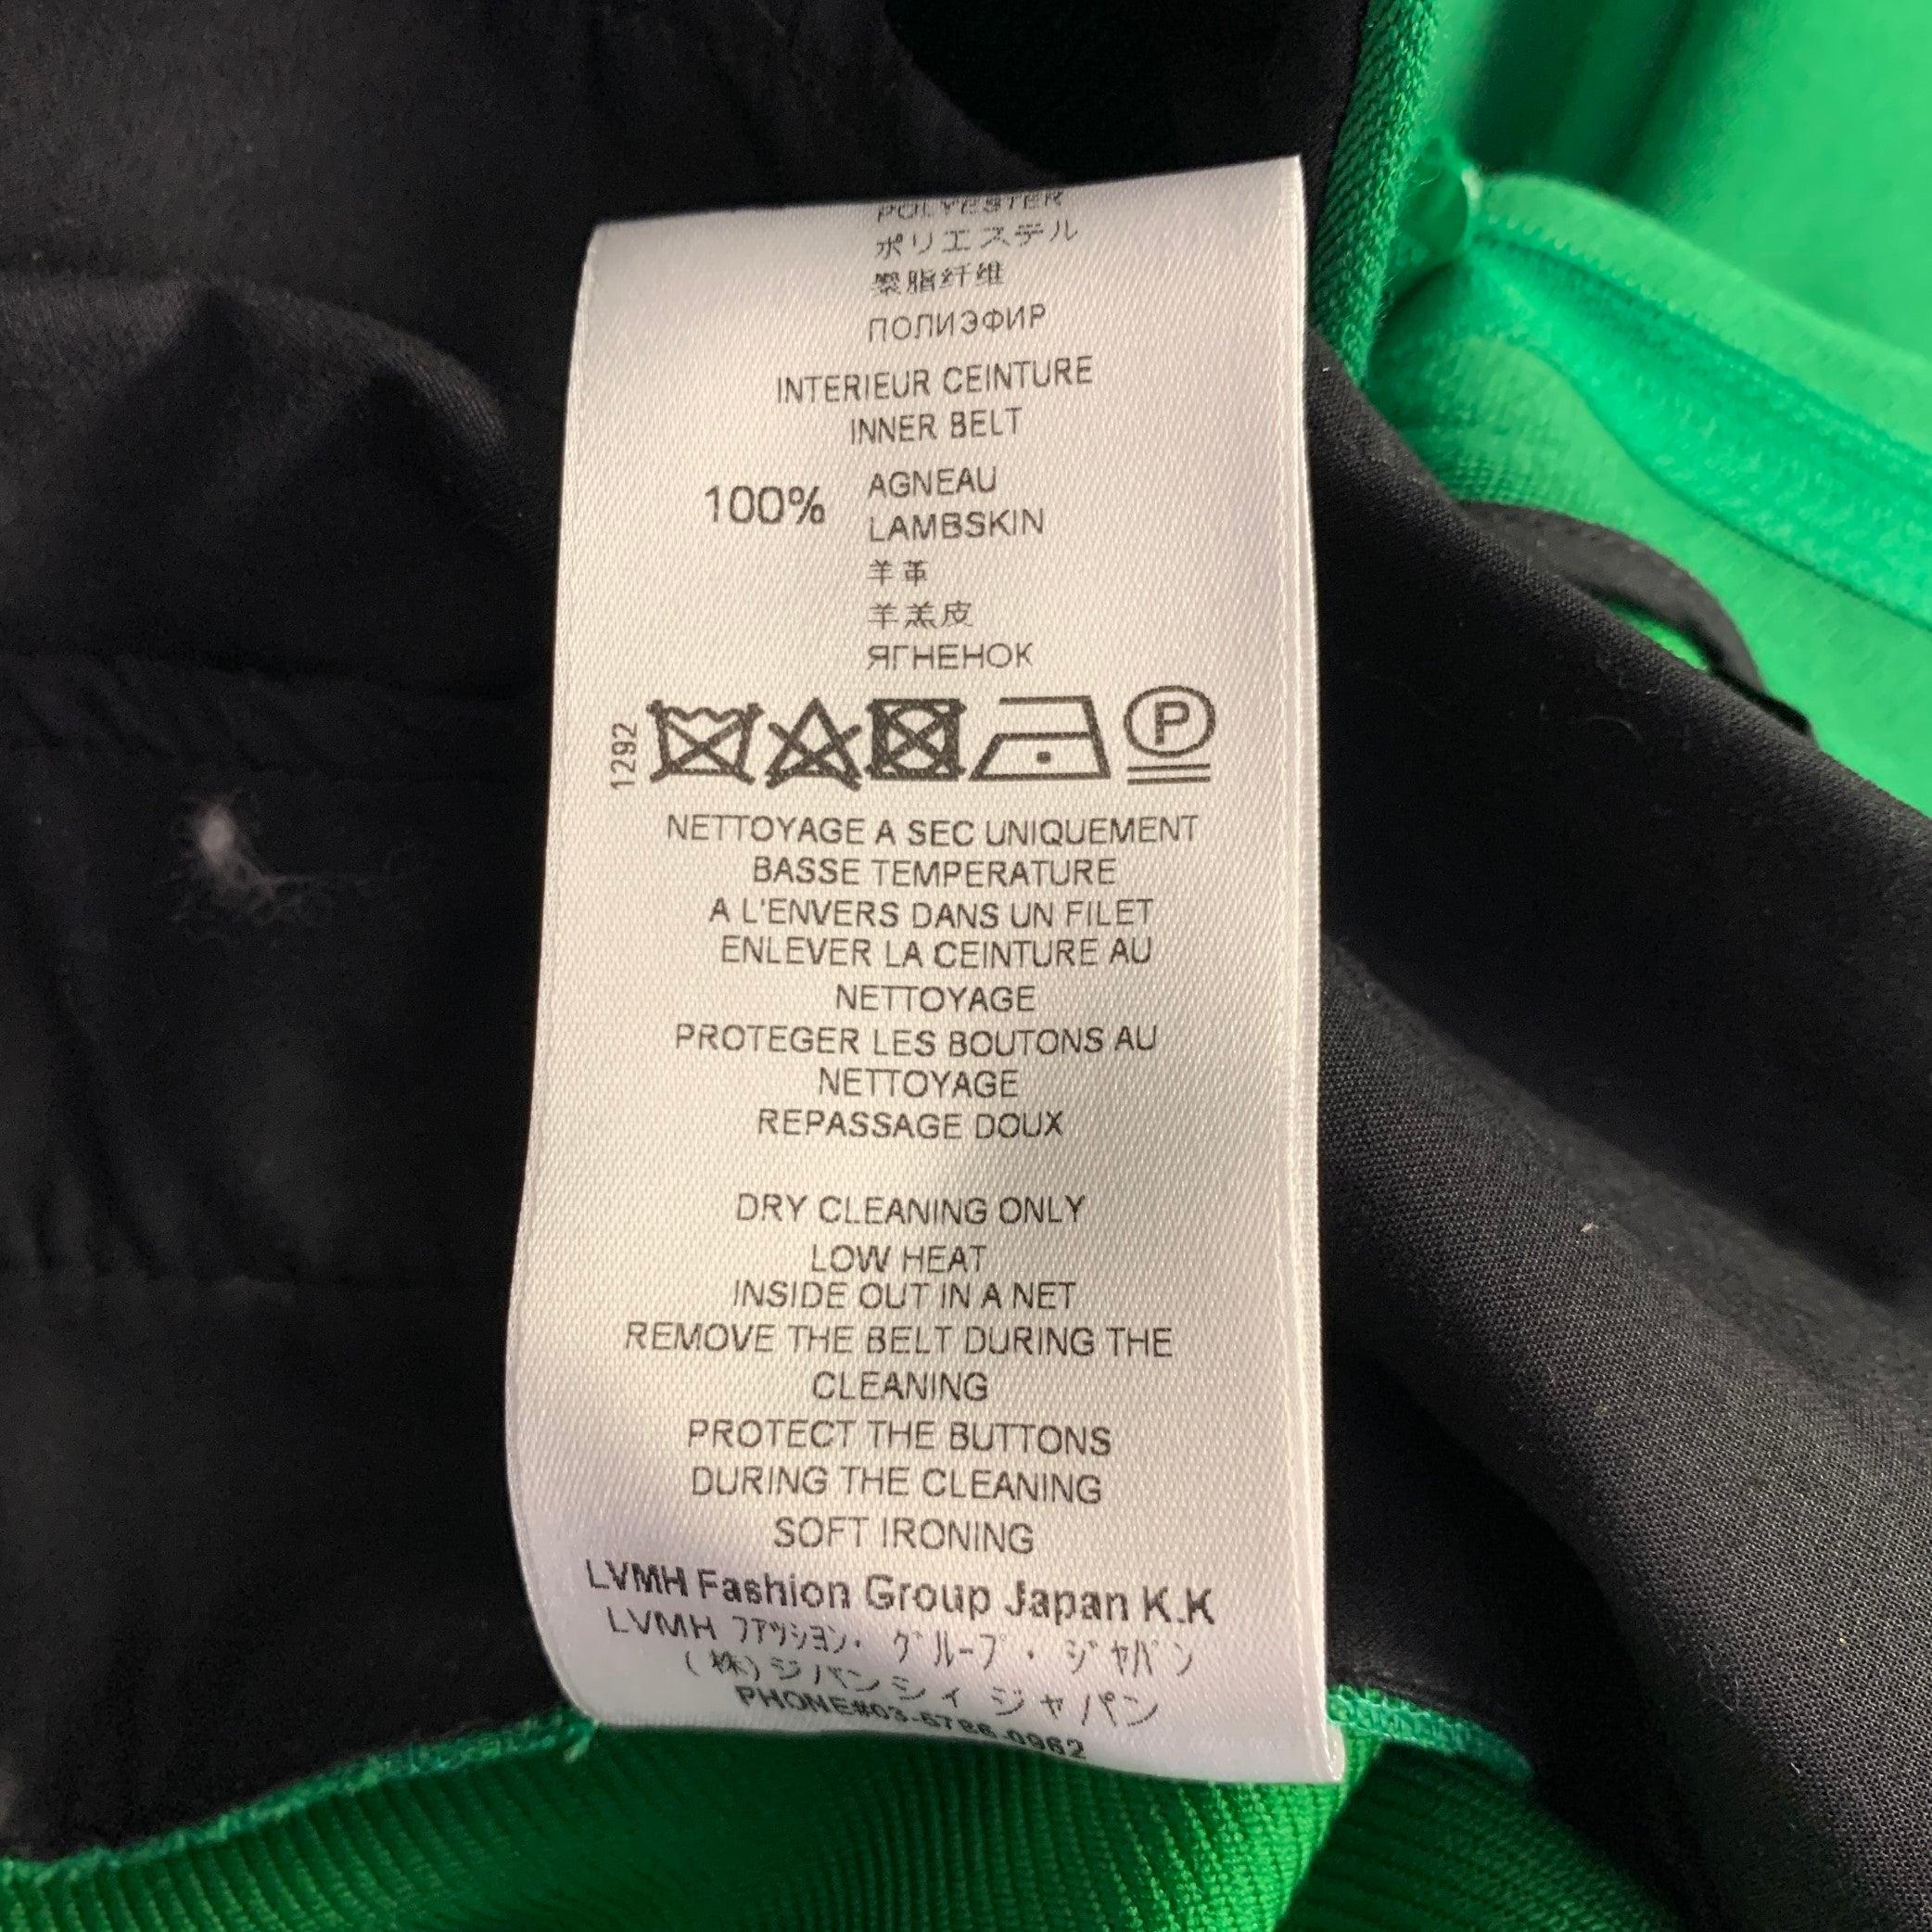 POLYESTER
ポリエステル
聚脂纤维
ПОЛИЭФИР
INTERIEUR CEINTURE
INNER BELT
100% AGNEAU
LAMBSKIN
羊革
羊羔皮
ЯГНЕНОК
1292
P
NETTOYAGE A SEC UNIQUEMENT
BASSE TEMPERATURE
A L'ENVERS DANS UN FILET
ENLEVER LA CEINTURE AU
NETTOYAGE
PROTEGER LES BOUTONS AU
NETTOYAGE
REPASSAGE DOUX
DRY CLEANING ONLY
LOW HEAT
INSIDE OUT IN A NET
REMOVE THE BELT DURING THE
CLEANING
PROTECT THE BUTTONS
DURING THE CLEANING
SOFT IRONING
LVMH Fashion Group Japan K.K
LVMH ファッション・ グループ・ジャパン
(株)ジバンシィ ジャパン
PHONE#03-5786-0962